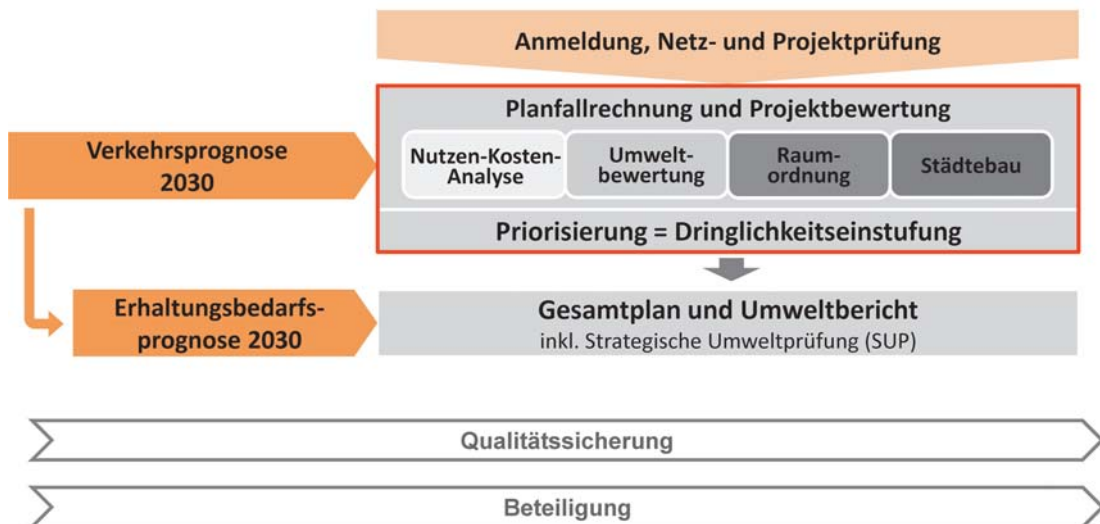 Anmeldung, Netz- und Projektprüfung
Planfallrechnung und Projektbewertung
Verkehrsprognose
2030
Nutzen-Kosten-
Analyse
Umwelt-
bewertung
Raum-
ordnung
Städtebau
Priorisierung = Dringlichkeitseinstufung
Erhaltungsbedarfs-
prognose 2030
Gesamtplan und Umweltbericht
inkl. Strategische Umweltprüfung (SUP)
Qualitätssicherung
Beteiligung